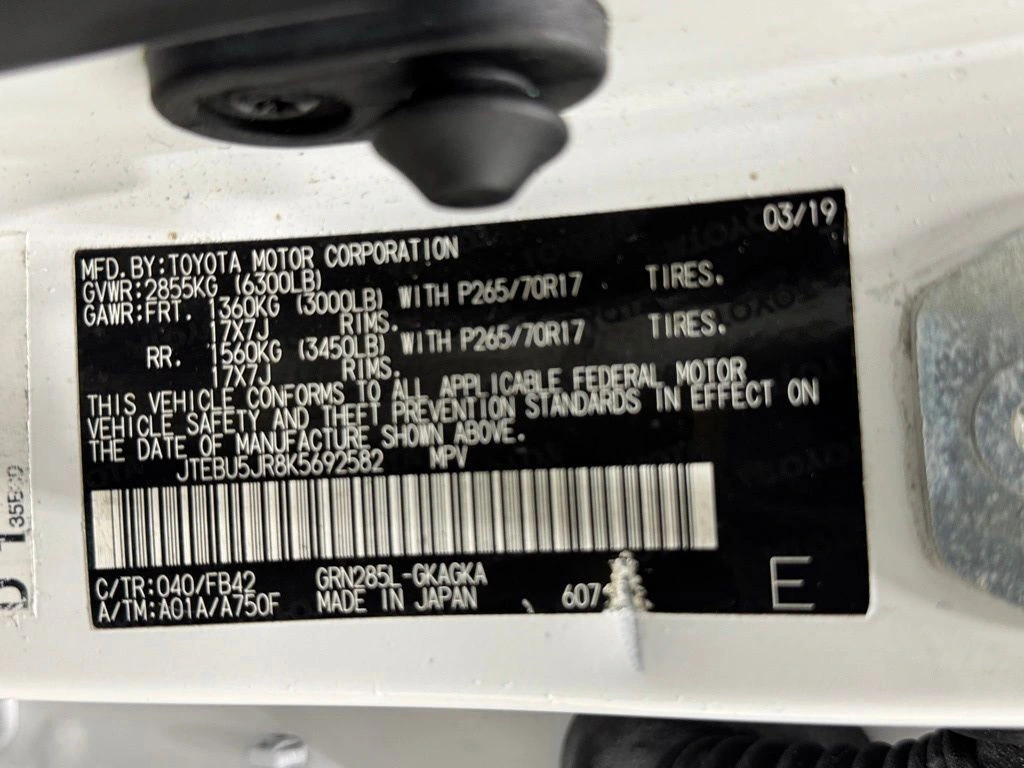 03/19
MFD.BY:TOYOTA MOTOR CORPORATION
GVWR:2855KG (6300LB)
GAWR:FRT. 1360KG (3000LB) WITH P265/70R17 TIRES.
17X7J RIMS.
RR. 1560KG (3450LB) WITH P265/70R17 TIRES.
17X7J RIMS.
THIS VEHICLE CONFORMS TO ALL APPLICABLE FEDERAL MOTOR
VEHICLE SAFETY AND THEFT PREVENTION STANDARDS IN EFFECT ON
THE DATE OF MANUFACTURE SHOWN ABOVE.
JTEBU5JR8K5692582 MPV
C/TR:040/FB42 GRN285L-GKAGKA
A/TM:A01A/A750F MADE IN JAPAN 607
E